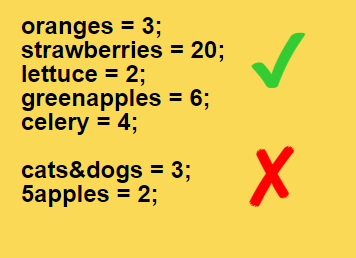 oranges = 3;
strawberries = 20;
lettuce = 2;
greenapples = 6;
celery = 4;
cats&dogs = 3;
5apples = 2;